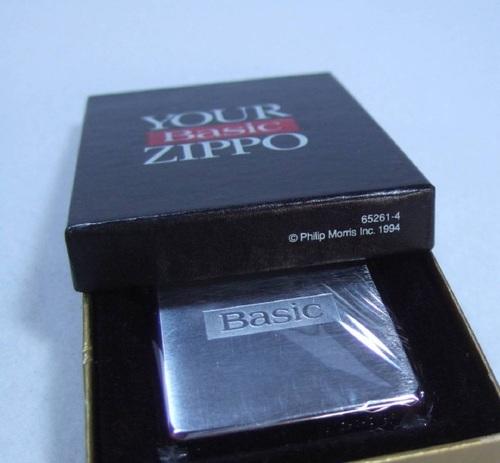 YOUR
Basic
ZIPPO
65261-4
© Philip Morris Inc. 1994
Basic